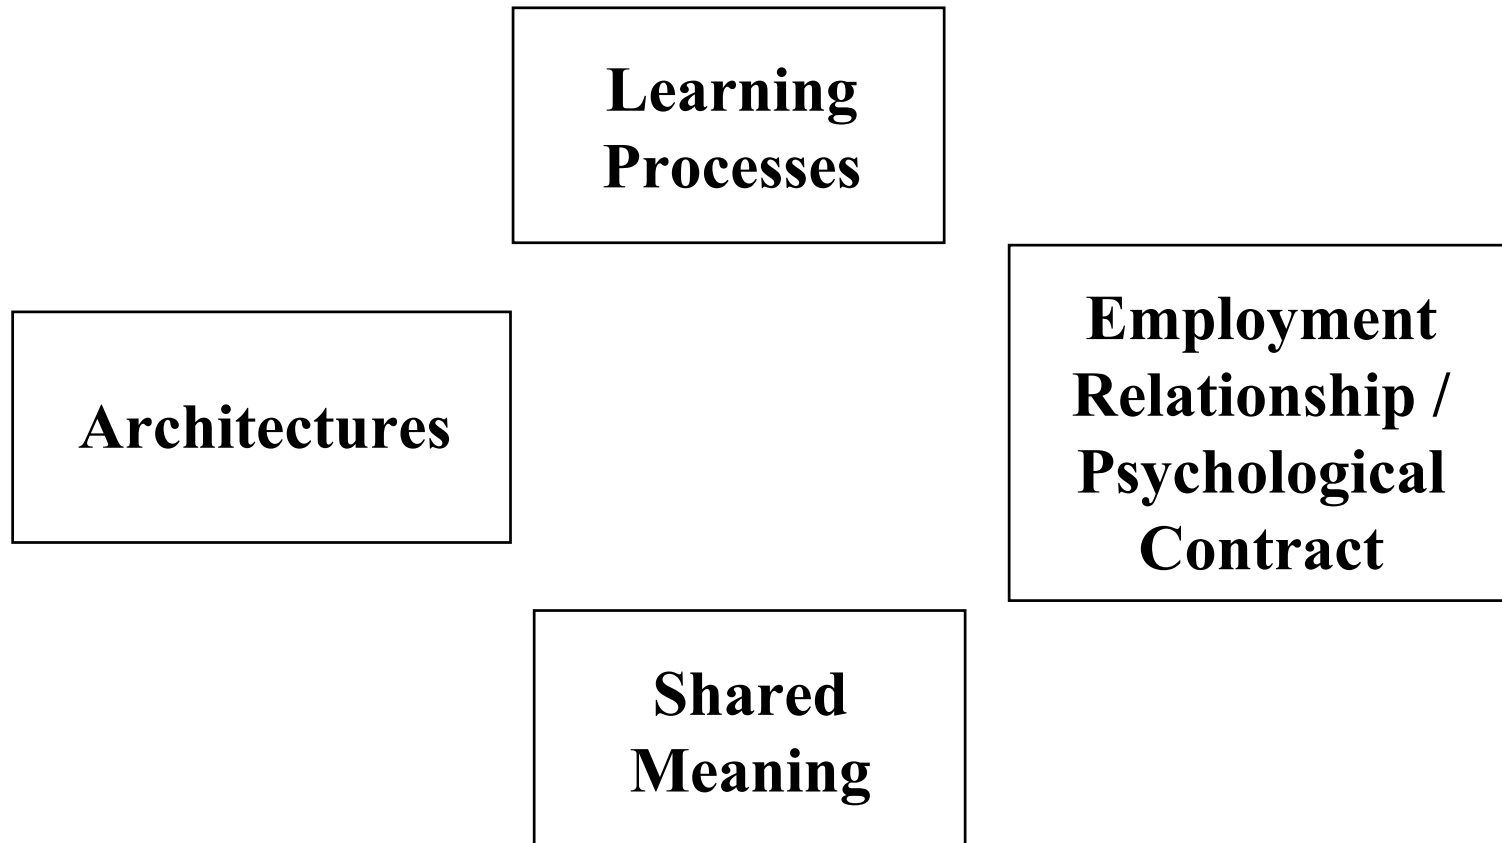 Learning
Processes
Architectures
Employment
Relationship /
Psychological
Contract
Shared
Meaning